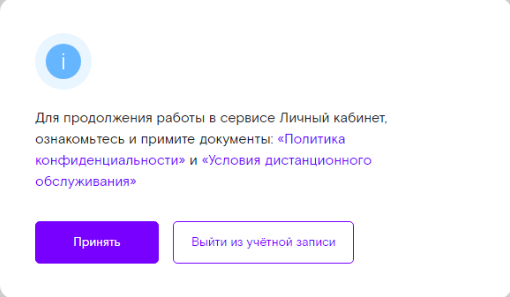 i
Для продолжения работы в сервисе Личный кабинет,
ознакомьтесь и примите документы: «Политика
конфиденциальности» и «Условия дистанционного
обслуживания»
Принять
Выйти из учётной записи